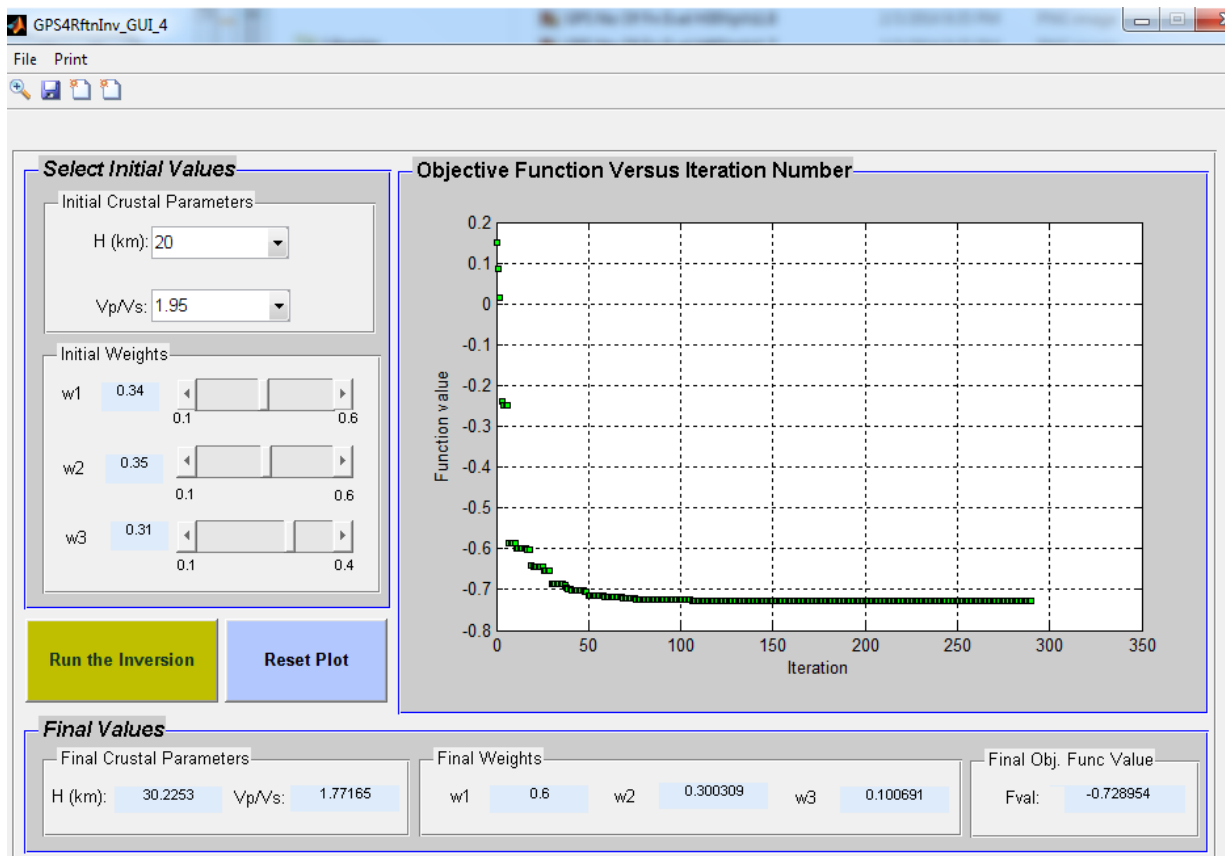 GPS4RftnInv_GUI_4
File Print
Select Initial Values
Initial Crustal Parameters
H (km): 20
Vp/Vs: 1.95
Initial Weights
w1 0.34
0.1 0.6
w2 0.35
0.1 0.6
w3 0.31
0.1 0.4
Run the Inversion
Reset Plot
Objective Function Versus Iteration Number
Function value
0.2
0.1
0
-0.1
-0.2
-0.3
-0.4
-0.5
-0.6
-0.7
-0.8
0 50 100 150 200 250 300 350
Iteration
Final Values
Final Crustal Parameters
H (km): 30.2253 Vp/Vs: 1.77165
Final Weights
w1 0.6 w2 0.300309 w3 0.100691
Final Obj. Func Value
Fval: -0.728954